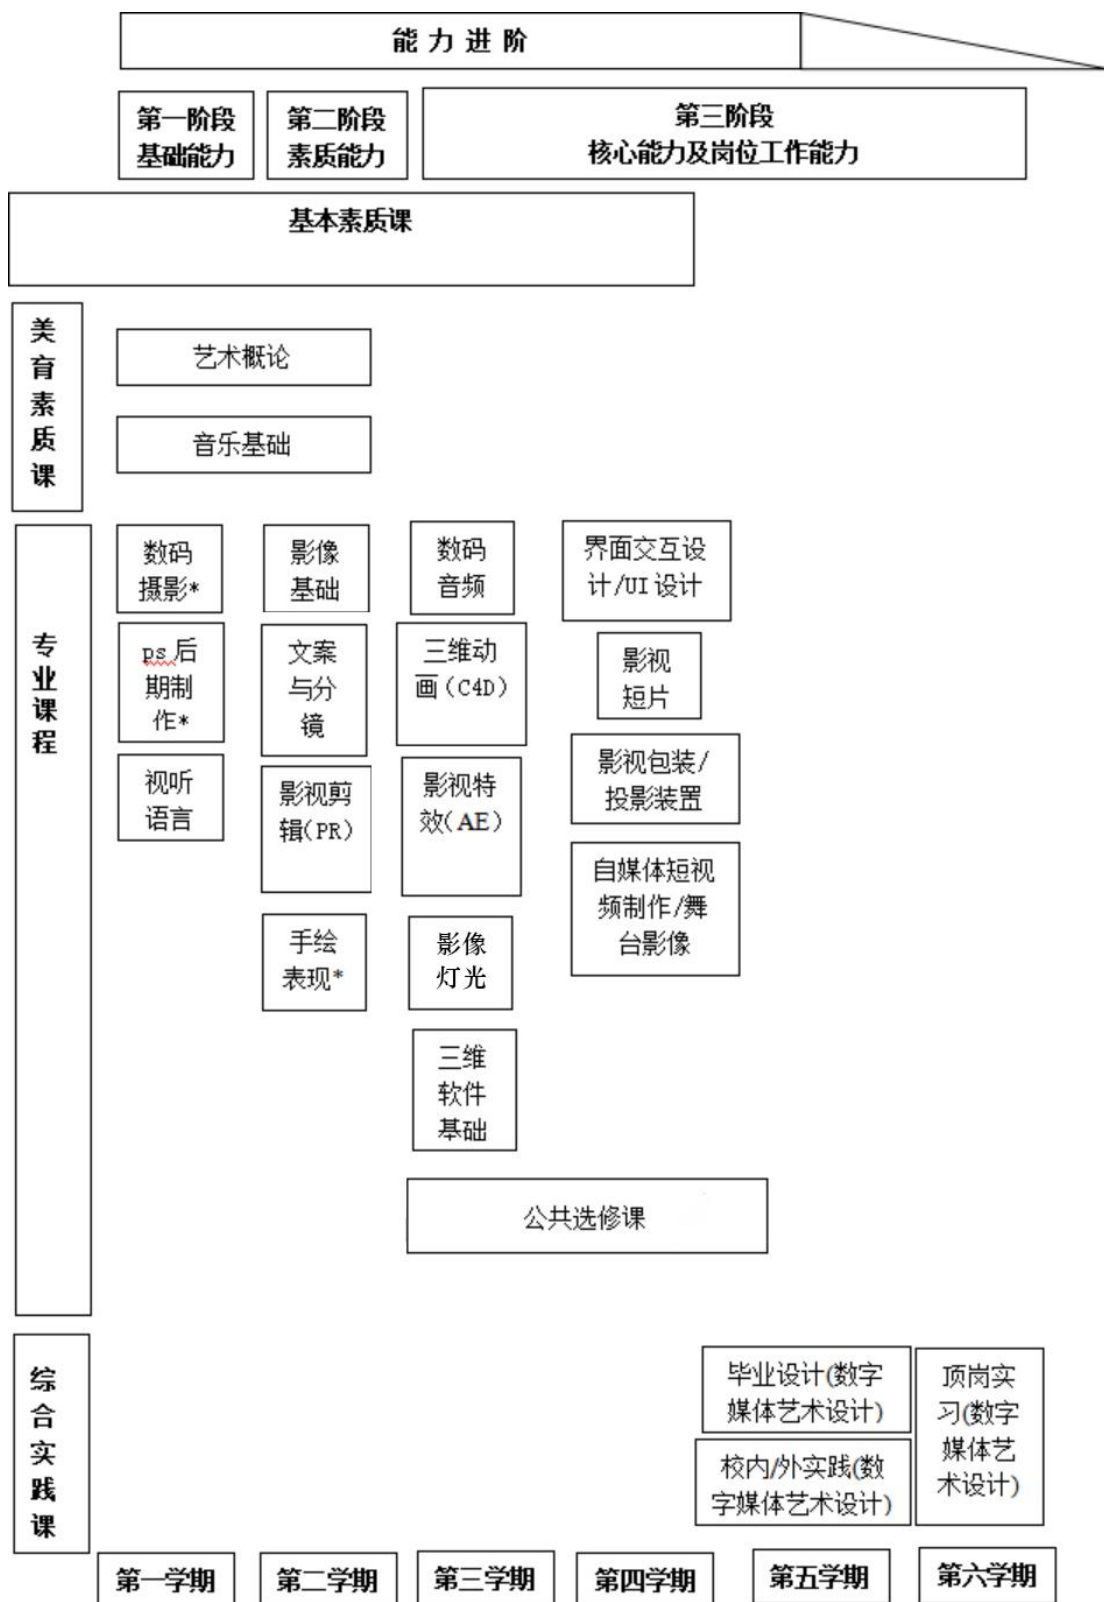 能 力 进 阶
第一阶段
基础能力
第二阶段
素质能力
第三阶段
核心能力及岗位工作能力
基本素质课
美
育
素
质
课
艺术概论
音乐基础
专
业
课
程
数码
摄影*
影像
基础
数码
音频
界面交互设
计/UI 设计
ps 后
期制
作*
文案
与分
镜
三维动
画(C4D)
影视
短片
视听
语言
影视剪
辑(PR)
影视特
效(AE)
影视包装/
投影装置
自媒体短视
频制作/舞
台影像
手绘
表现*
影像
灯光
三维
软件
基础
公共选修课
综
合
实
践
课
毕业设计(数字
媒体艺术设计)
校内/外实践(数
字媒体艺术设计)
顶岗实
习(数字
媒体艺
术设计)
第一学期
第二学期
第三学期
第四学期
第五学期
第六学期